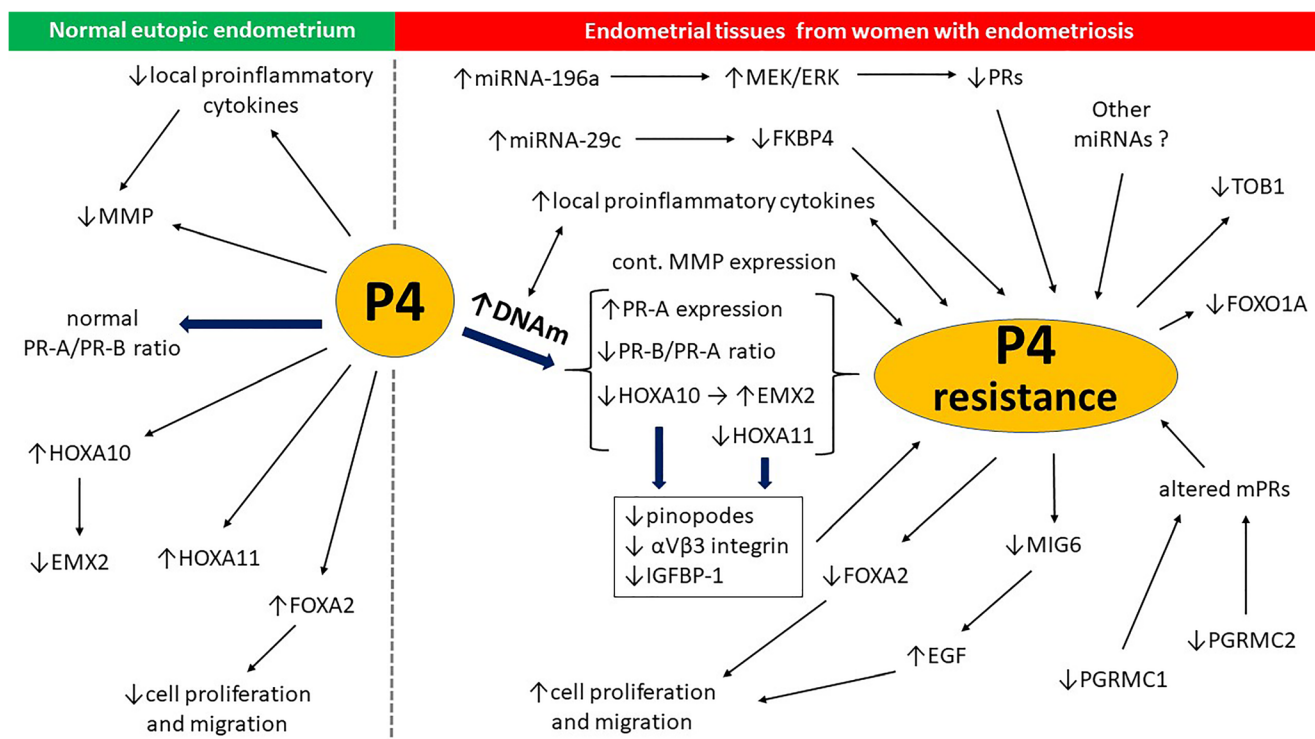 Normal eutopic endometrium
Endometrial tissues from women with endometriosis
↓local proinflammatory
cytokines
↓MMP
P4
normal
PR-A/PR-B ratio
↑HOXA10
↓EMX2
↑HOXA11
↑FOXA2
↓cell proliferation
and migration
↑miRNA-196a
↑MEK/ERK
↓PRs
↑miRNA-29c
↓FKBP4
Other
miRNAs ?
↑local proinflammatory cytokines
↓TOB1
cont. MMP expression
↑DNAm
↑PR-A expression
↓PR-B/PR-A ratio
↓HOXA10 → ↑EMX2
↓HOXA11
↓FOXO1A
P4
resistance
↓pinopodes
↓ αVβ3 integrin
↓IGFBP-1
altered mPRs
↓FOXA2
↓MIG6
↑EGF
↓PGRMC2
↓PGRMC1
↑cell proliferation
and migration